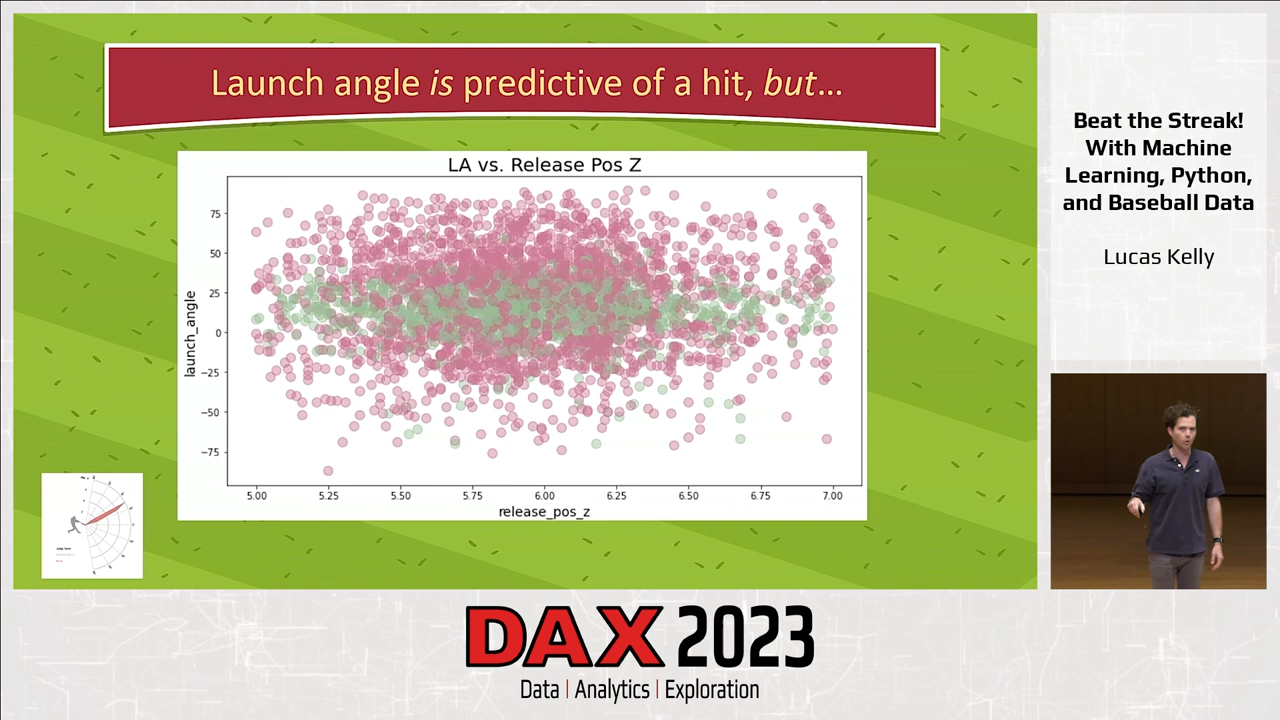 Launch angle is predictive of a hit, but…
LA vs. Release Pos Z
launch_angle
75
50
25
0
−25
−50
−75
5.00 5.25 5.50 5.75 6.00 6.25 6.50 6.75 7.00
release_pos_z
Beat the Streak!
With Machine
Learning, Python,
and Baseball Data
Lucas Kelly
DAX 2023
Data | Analytics | Exploration